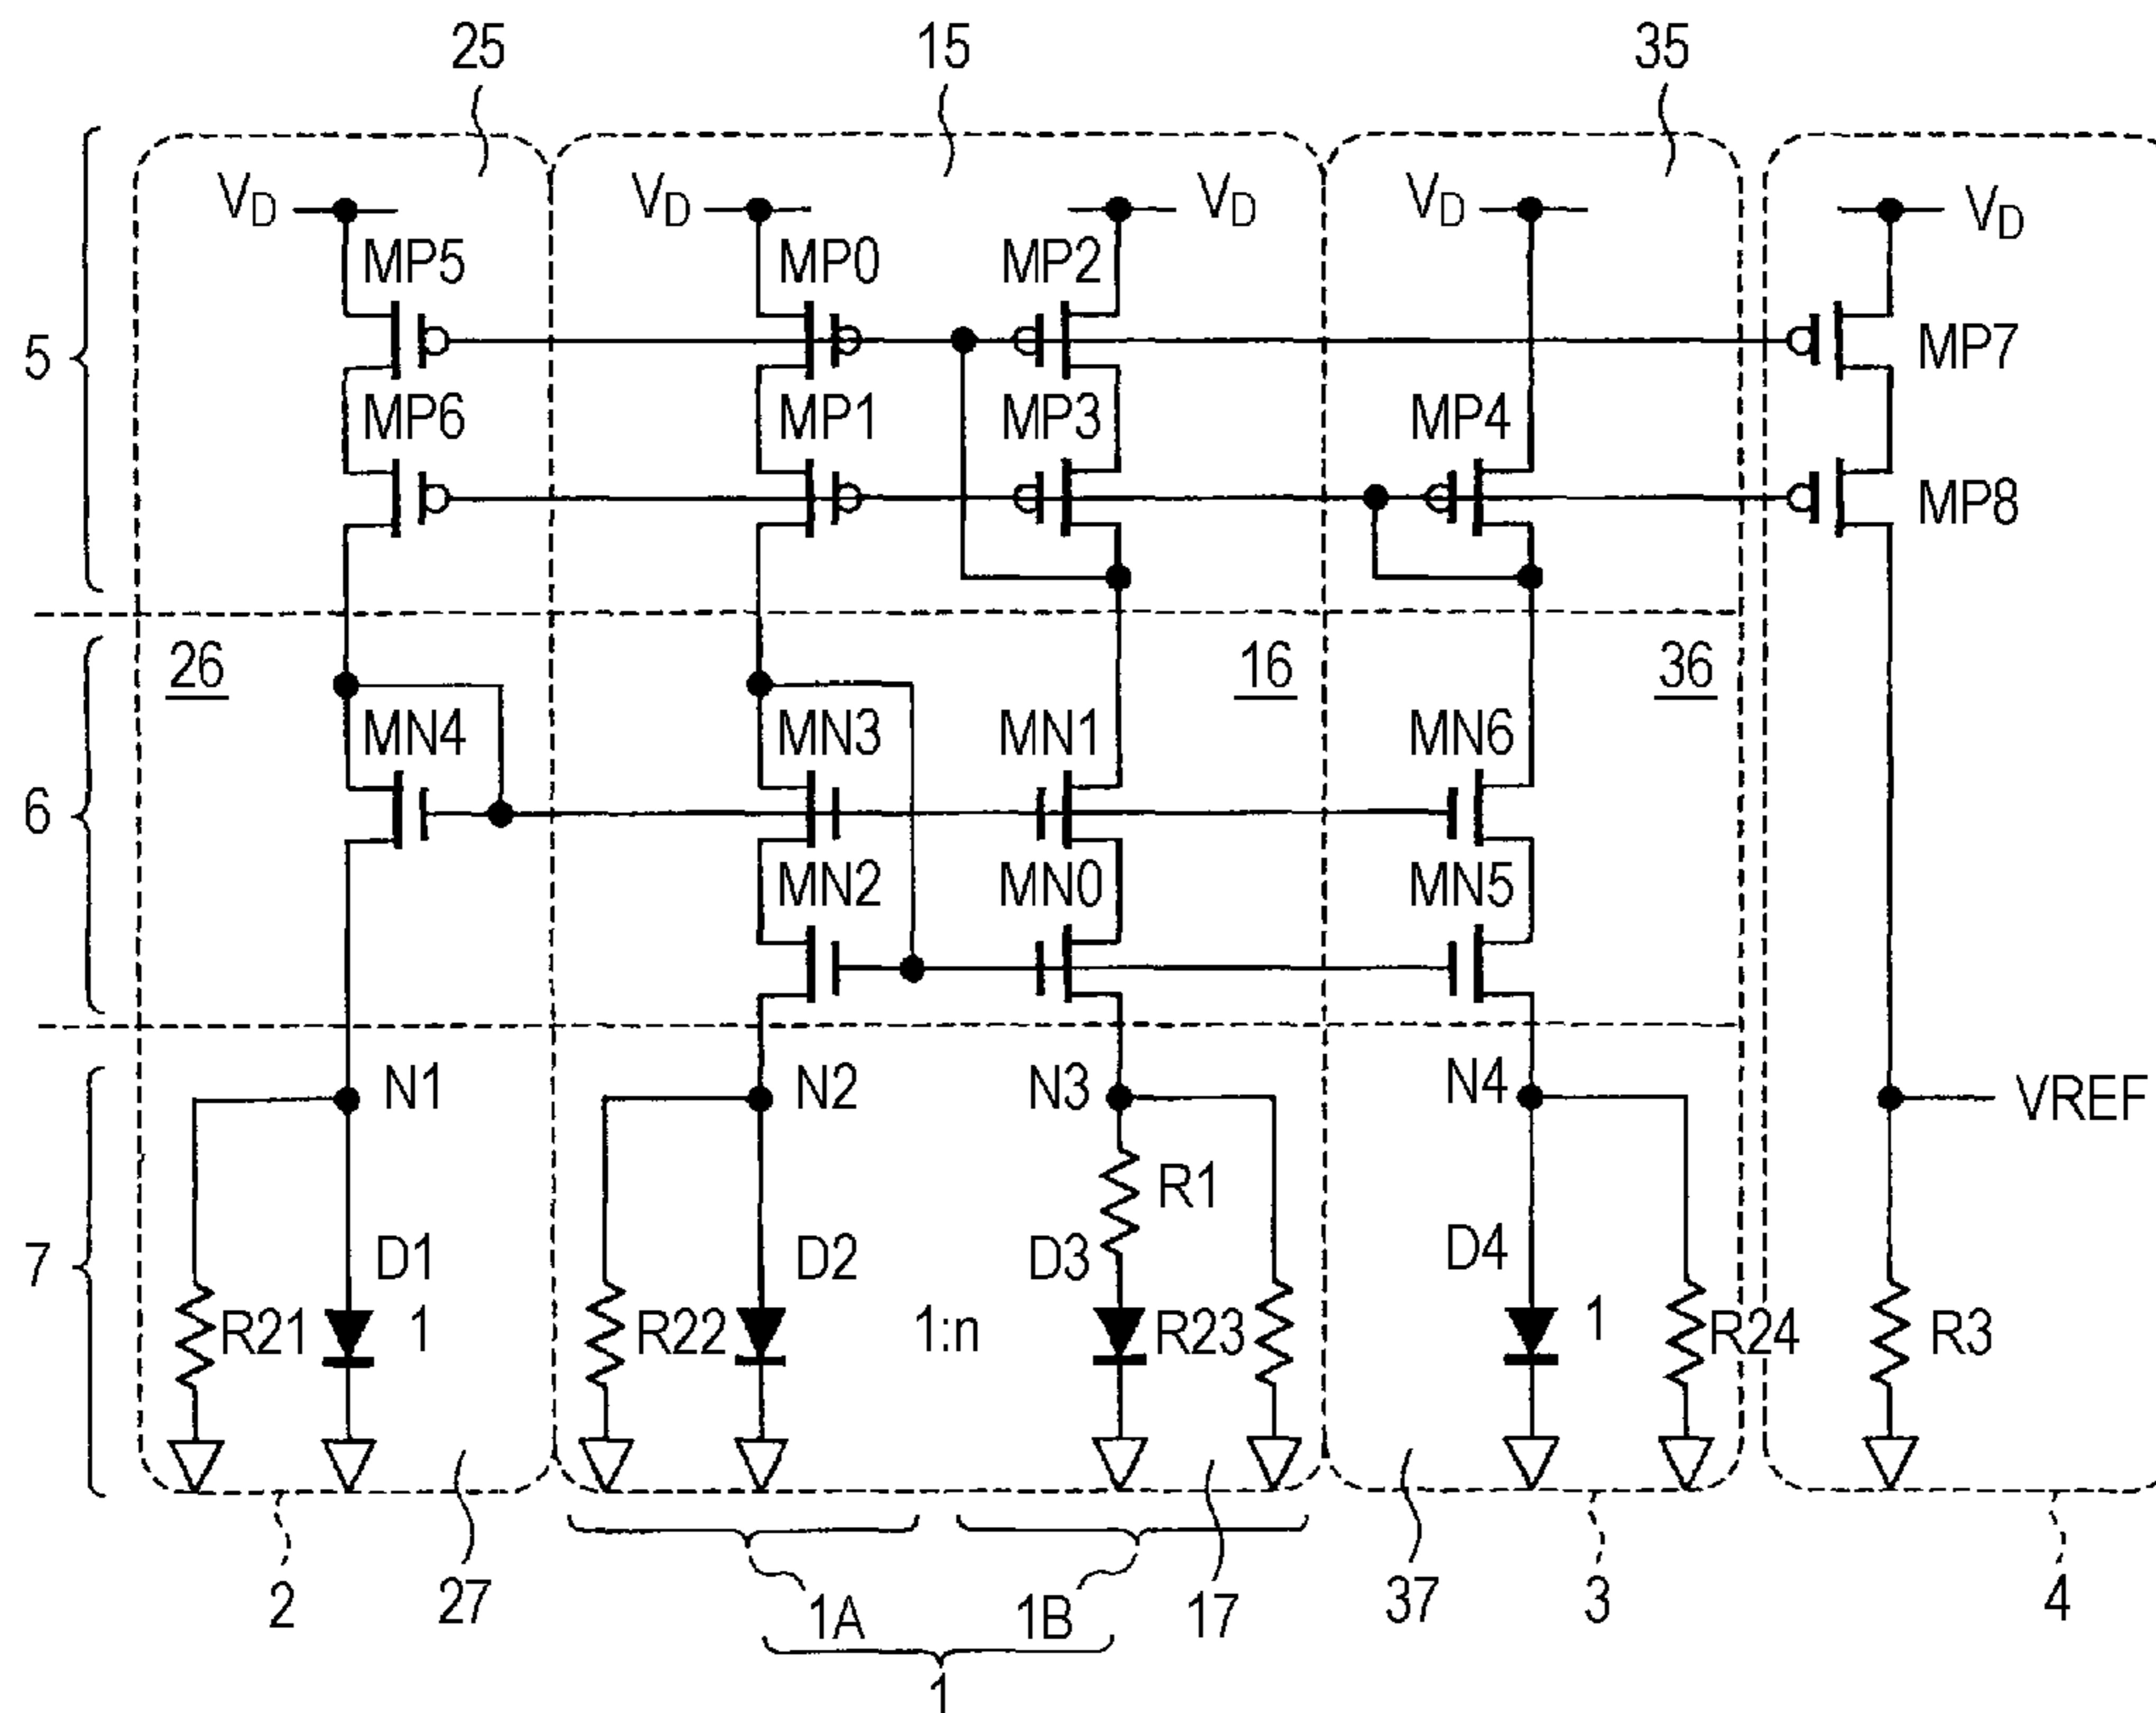 25 15 35
VD VD VD VD VD
MP5 MP0 MP2
5 MP7
MP6 MP1 MP3 MP4
MP8
26 16 36
MN4 MN3 MN1 MN6
6
MN2 MN0 MN5
N1 N2 N3 N4 VREF
R1
7 D1 D2 D3 D4
R21 1 R22 1:n R23 1 R24 R3
2 27 1A 1B 17 37 3 4
1